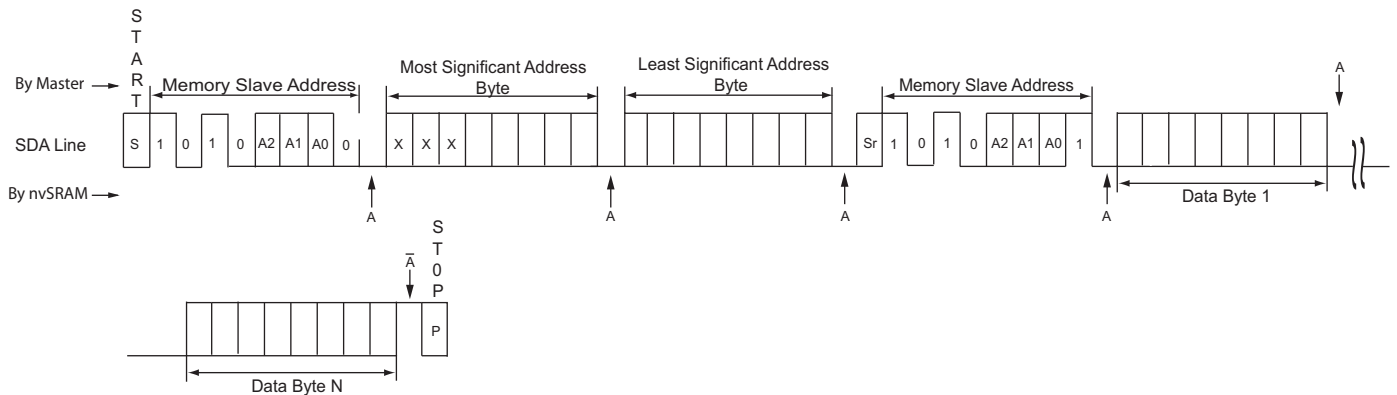 START
By Master
Memory Slave Address
Most Significant Address Byte
Least Significant Address Byte
Memory Slave Address
A
SDA Line
S 1 0 1 0 A2 A1 A0 0
X X X
Sr 1 0 1 0 A2 A1 A0 1
By nvSRAM
A
A
A
A
Data Byte 1
ST0P
A̅
P
Data Byte N